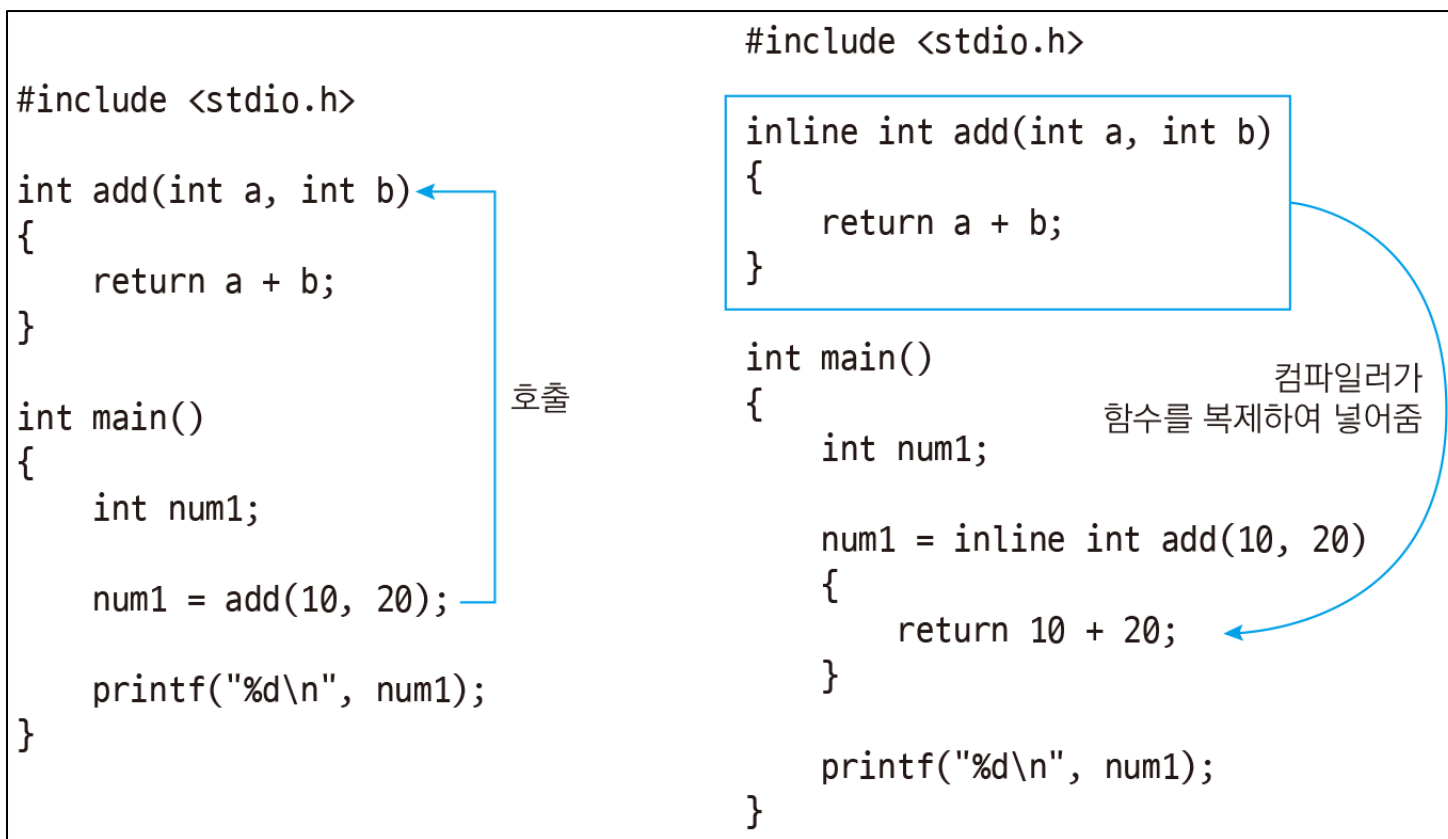 #include <stdio.h>
int add(int a, int b)
{
    return a + b;
}
int main()
{
    int num1;
    num1 = add(10, 20);
    printf("%d\n", num1);
}
호출
#include <stdio.h>
inline int add(int a, int b)
{
    return a + b;
}
int main()
{
    int num1;
    num1 = inline int add(10, 20)
    {
        return 10 + 20;
    }
    printf("%d\n", num1);
}
컴파일러가
함수를 복제하여 넣어줌